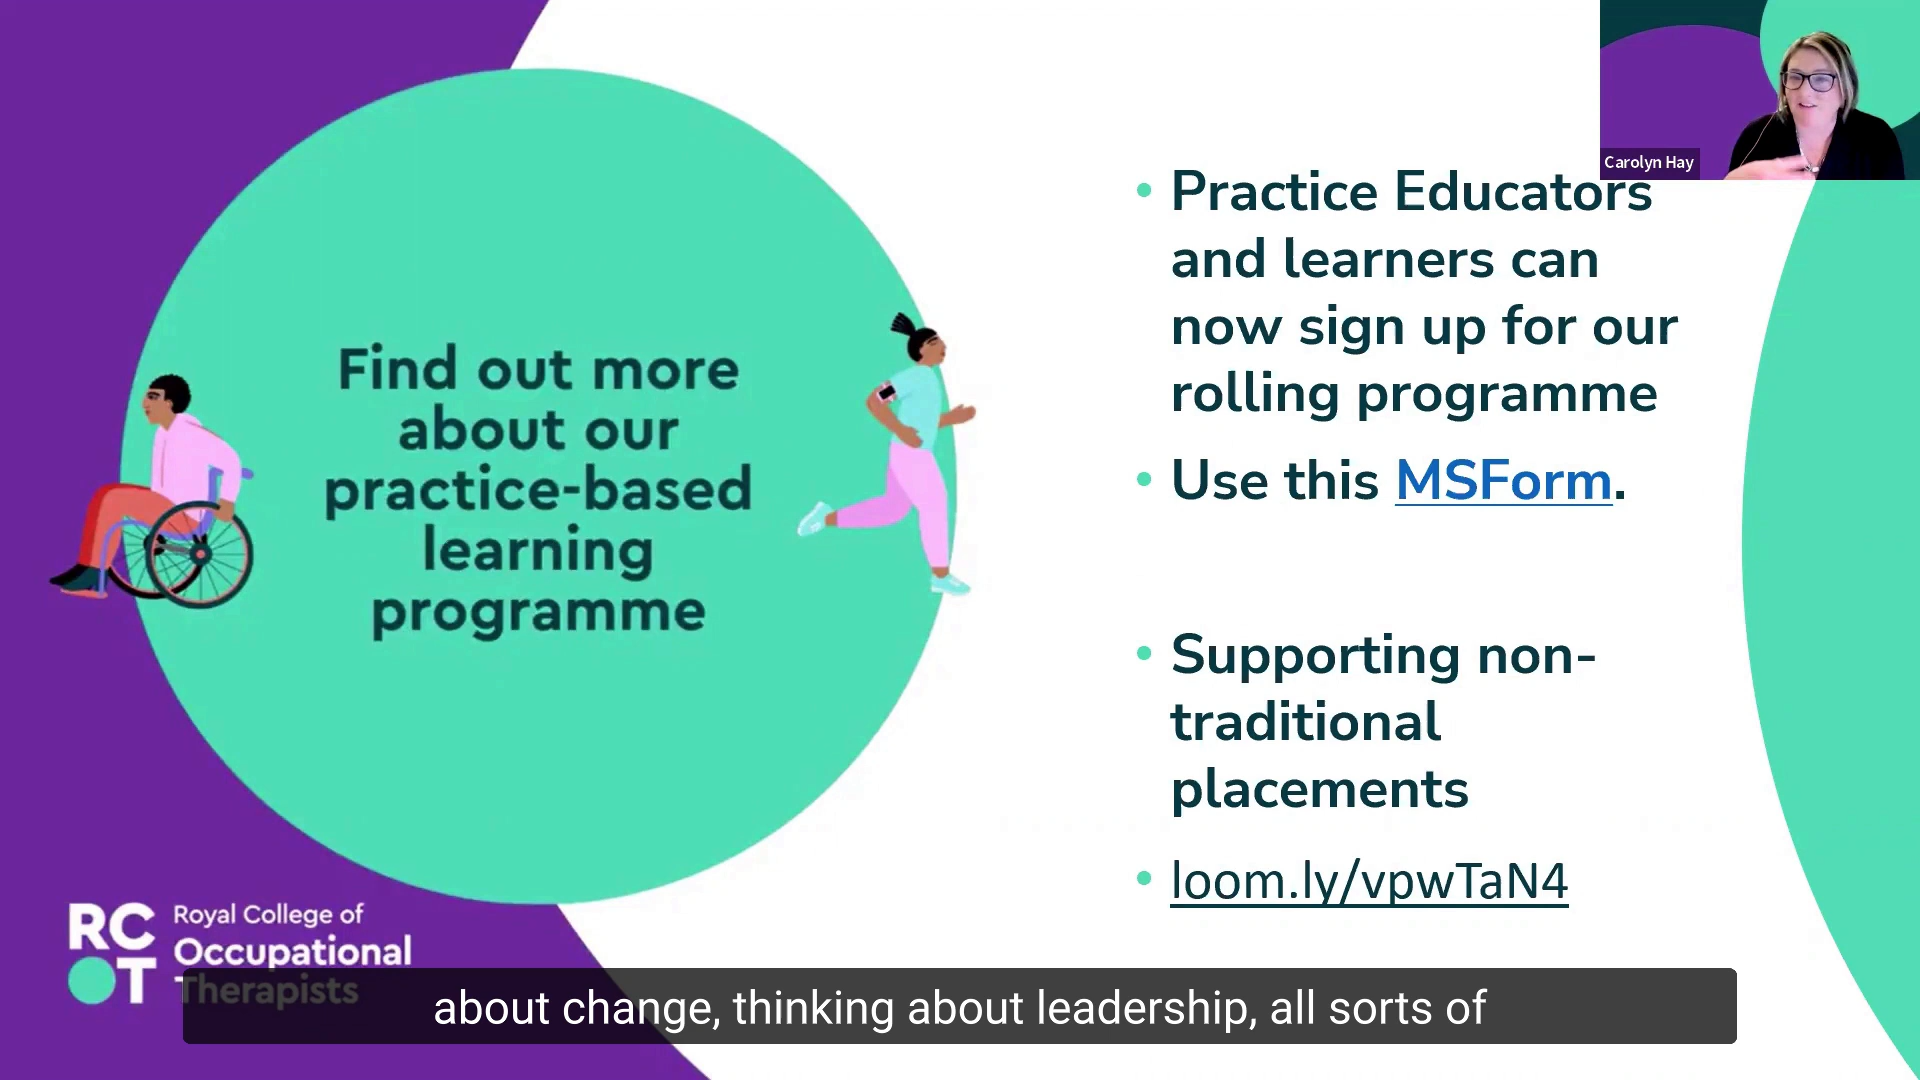 Find out more
about our
practice-based
learning
programme
RC
OT
Royal College of
Occupational
Therapists
Carolyn Hay
• Practice Educators
and learners can
now sign up for our
rolling programme
• Use this MSForm.
• Supporting non-
traditional
placements
• loom.ly/vpwTaN4
about change, thinking about leadership, all sorts of